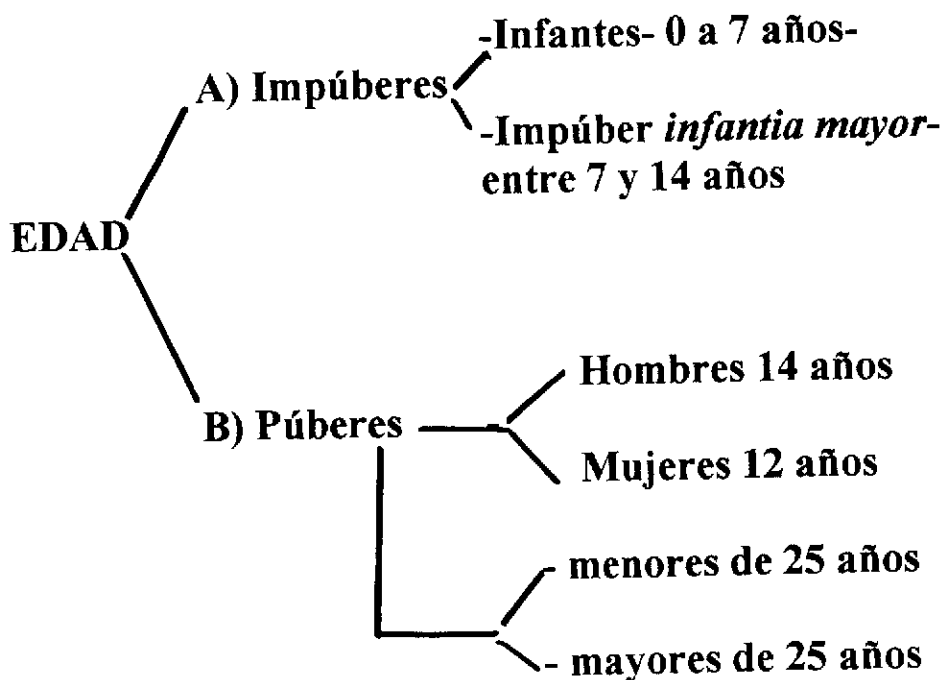 -Infantes- 0 a 7 años-
A) Impúberes
-Impúber infantia mayor-
entre 7 y 14 años
EDAD
Hombres 14 años
B) Púberes
Mujeres 12 años
- menores de 25 años
- mayores de 25 años